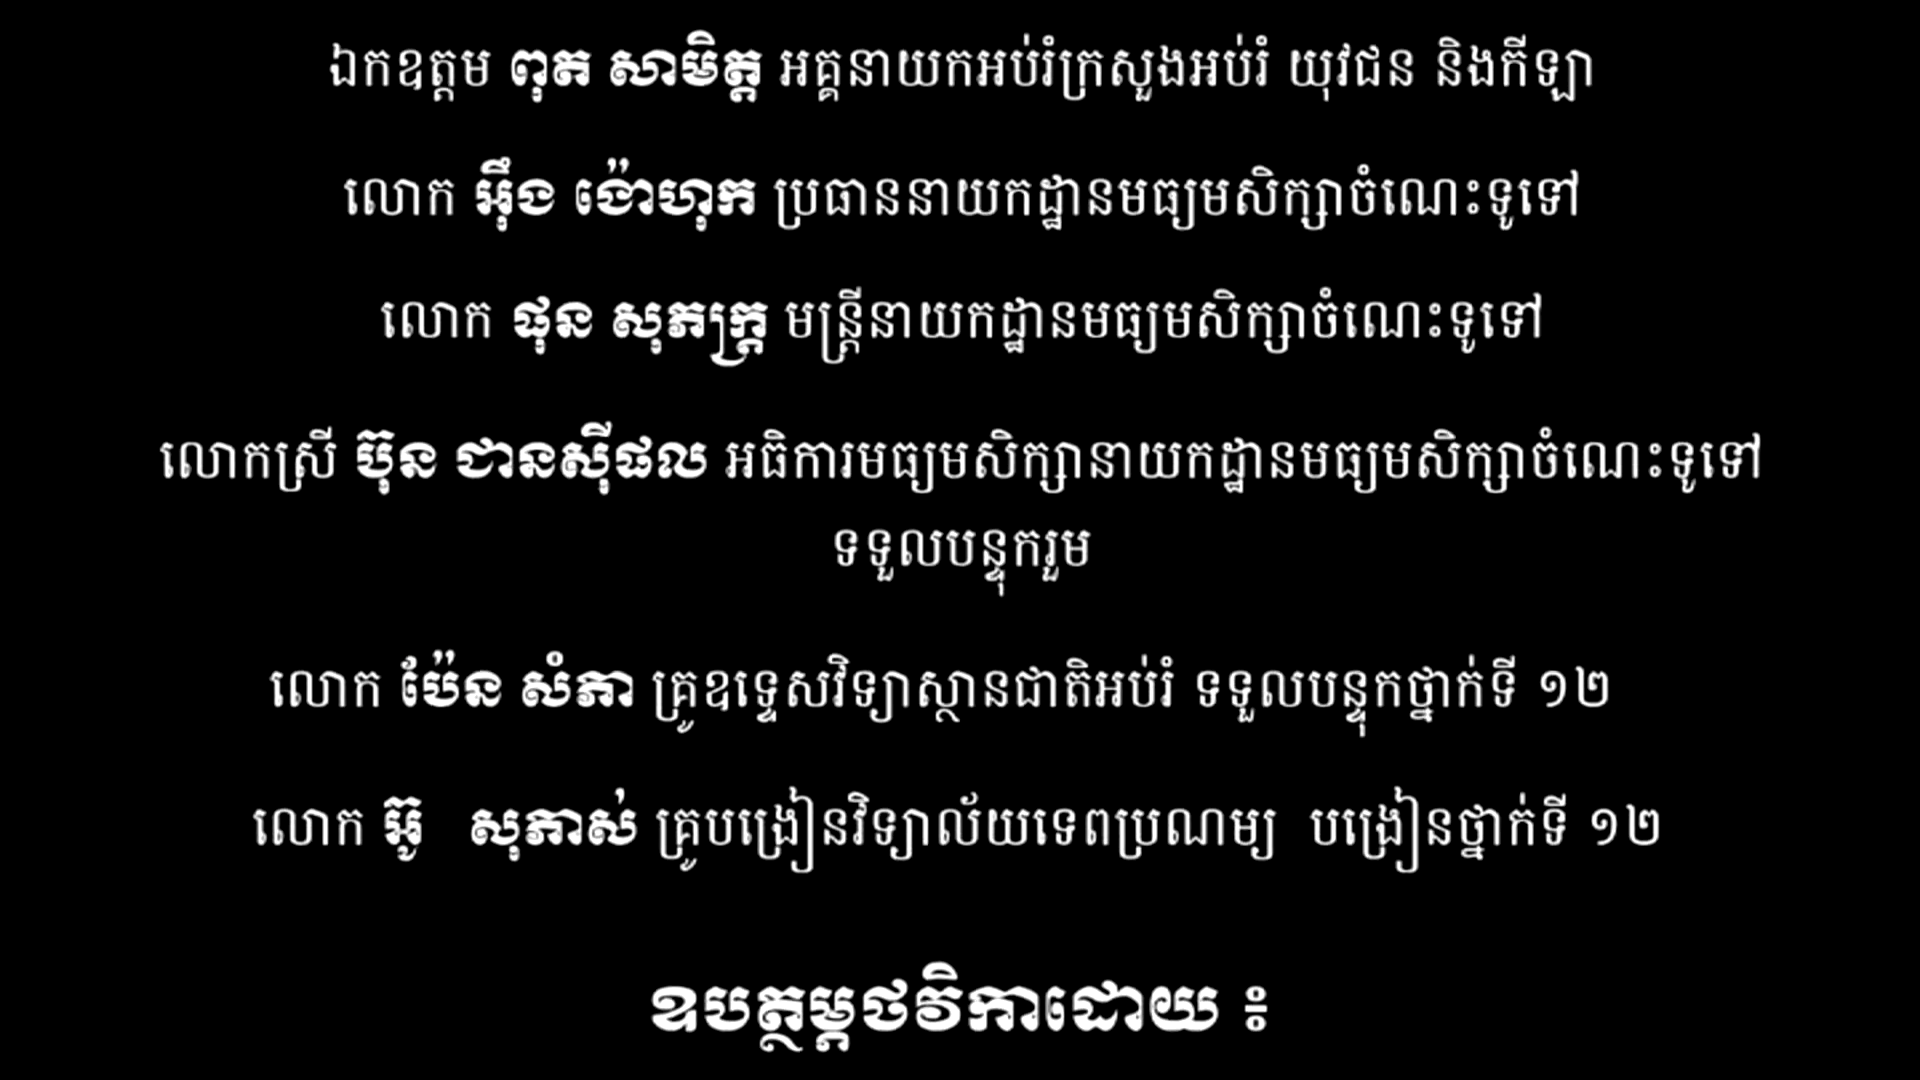 ឯកឧត្តម ពុត សាមិត្ត អគ្គនាយកអប់រំក្រសួងអប់រំ យុវជន និងកីឡា
លោក អ៊ឹង ង៉ោហុក ប្រធាននាយកដ្ឋានមធ្យមសិក្សាចំណេះទូទៅ
លោក ផុន សុភក្ត្រ មន្ត្រីនាយកដ្ឋានមធ្យមសិក្សាចំណេះទូទៅ
លោកស្រី ប៊ុន ជានស៊ីផល អធិការមធ្យមសិក្សានាយកដ្ឋានមធ្យមសិក្សាចំណេះទូទៅ
ទទួលបន្ទុករួម
លោក ប៉ែន សំភា គ្រូឧទ្ទេសវិទ្យាស្ថានជាតិអប់រំ ទទួលបន្ទុកថ្នាក់ទី ១២
លោក អ៊ូ សុភាស់ គ្រូបង្រៀនវិទ្យាល័យទេពប្រណម្យ បង្រៀនថ្នាក់ទី ១២
ឧបត្ថម្ភថវិកាដោយ ៖